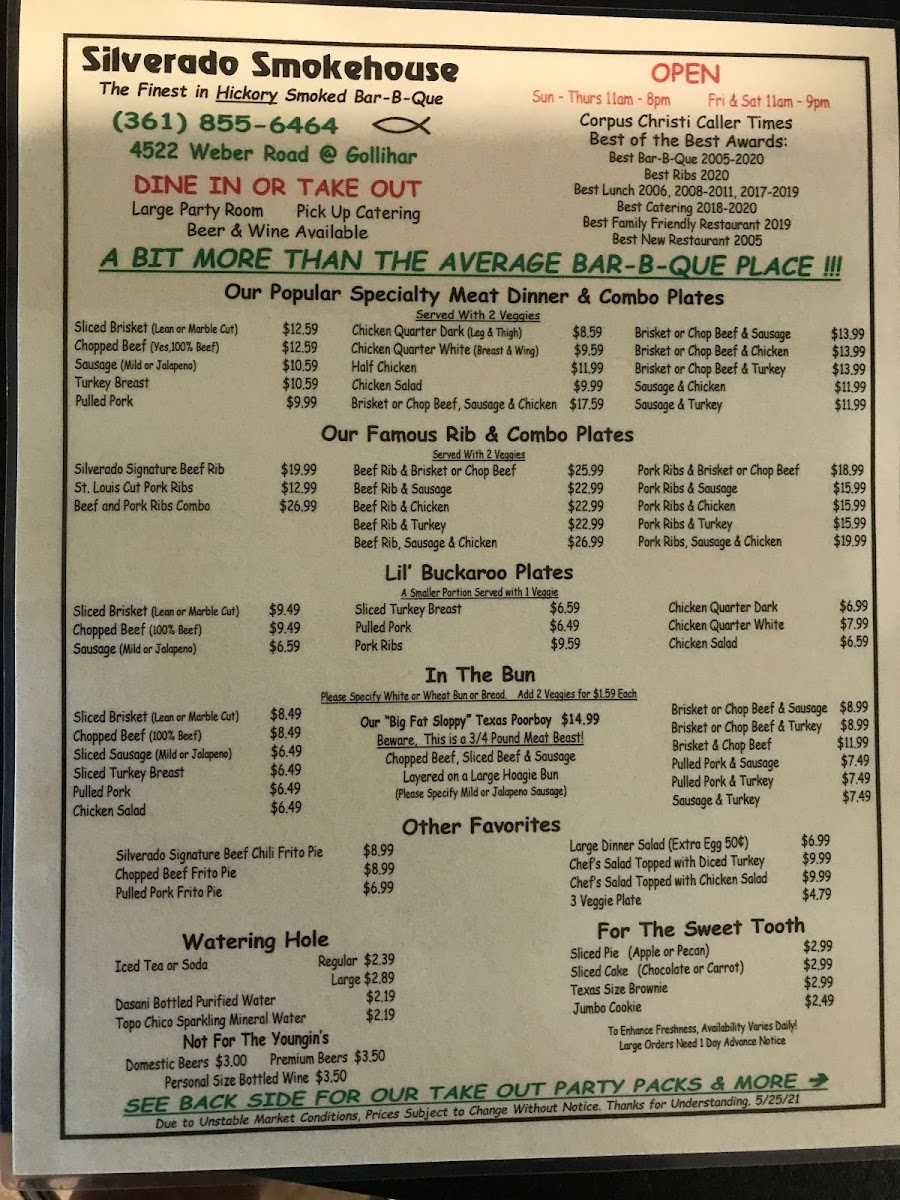 Silverado Smokehouse
The Finest in Hickory Smoked Bar-B-Que
(361) 855-6464
4522 Weber Road @ Gollihar
DINE IN OR TAKE OUT
Large Party Room Pick Up Catering
Beer & Wine Available
OPEN
Sun - Thurs 11am - 8pm Fri & Sat 11am - 9pm
Corpus Christi Caller Times
Best of the Best Awards:
Best Bar-B-Que 2005-2020
Best Ribs 2020
Best Lunch 2006, 2008-2011, 2017-2019
Best Catering 2018-2020
Best Family Friendly Restaurant 2019
Best New Restaurant 2005
A BIT MORE THAN THE AVERAGE BAR-B-QUE PLACE !!!
Our Popular Specialty Meat Dinner & Combo Plates
Served With 2 Veggies
Sliced Brisket (Lean or Marble Cut) $12.59
Chopped Beef (Yes,100% Beef) $12.59
Sausage (Mild or Jalapeno) $10.59
Turkey Breast $10.59
Pulled Pork $9.99
Chicken Quarter Dark (Leg & Thigh) $8.59
Chicken Quarter White (Breast & Wing) $9.59
Half Chicken $11.99
Chicken Salad $9.99
Brisket or Chop Beef, Sausage & Chicken $17.59
Brisket or Chop Beef & Sausage $13.99
Brisket or Chop Beef & Chicken $13.99
Brisket or Chop Beef & Turkey $13.99
Sausage & Chicken $11.99
Sausage & Turkey $11.99
Our Famous Rib & Combo Plates
Served With 2 Veggies
Silverado Signature Beef Rib $19.99
St. Louis Cut Pork Ribs $12.99
Beef and Pork Ribs Combo $26.99
Beef Rib & Brisket or Chop Beef $25.99
Beef Rib & Sausage $22.99
Beef Rib & Chicken $22.99
Beef Rib & Turkey $22.99
Beef Rib, Sausage & Chicken $26.99
Pork Ribs & Brisket or Chop Beef $18.99
Pork Ribs & Sausage $15.99
Pork Ribs & Chicken $15.99
Pork Ribs & Turkey $15.99
Pork Ribs, Sausage & Chicken $19.99
Lil' Buckaroo Plates
A Smaller Portion Served with 1 Veggie
Sliced Brisket (Lean or Marble Cut) $9.49
Chopped Beef (100% Beef) $9.49
Sausage (Mild or Jalapeno) $6.59
Sliced Turkey Breast $6.59
Pulled Pork $6.49
Pork Ribs $9.59
Chicken Quarter Dark $6.99
Chicken Quarter White $7.99
Chicken Salad $6.59
In The Bun
Please Specify White or Wheat Bun or Bread. Add 2 Veggies for $1.59 Each
Sliced Brisket (Lean or Marble Cut) $8.49
Chopped Beef (100% Beef) $8.49
Sliced Sausage (Mild or Jalapeno) $6.49
Sliced Turkey Breast $6.49
Pulled Pork $6.49
Chicken Salad $6.49
Our "Big Fat Sloppy" Texas Poorboy $14.99
Beware, This is a 3/4 Pound Meat Beast!
Chopped Beef, Sliced Beef & Sausage
Layered on a Large Hoagie Bun
(Please Specify Mild or Jalapeno Sausage)
Brisket or Chop Beef & Sausage $8.99
Brisket or Chop Beef & Turkey $8.99
Brisket & Chop Beef $11.99
Pulled Pork & Sausage $7.49
Pulled Pork & Turkey $7.49
Sausage & Turkey $7.49
Other Favorites
Silverado Signature Beef Chili Frito Pie $8.99
Chopped Beef Frito Pie $8.99
Pulled Pork Frito Pie $6.99
Large Dinner Salad (Extra Egg 50¢) $6.99
Chef's Salad Topped with Diced Turkey $9.99
Chef's Salad Topped with Chicken Salad $9.99
3 Veggie Plate $4.79
Watering Hole
Iced Tea or Soda Regular $2.39
Large $2.89
Dasani Bottled Purified Water $2.19
Topo Chico Sparkling Mineral Water $2.19
Not For The Youngin's
Domestic Beers $3.00 Premium Beers $3.50
Personal Size Bottled Wine $3.50
For The Sweet Tooth
Sliced Pie (Apple or Pecan) $2.99
Sliced Cake (Chocolate or Carrot) $2.99
Texas Size Brownie $2.99
Jumbo Cookie $2.49
To Enhance Freshness, Availability Varies Daily!
Large Orders Need 1 Day Advance Notice
SEE BACK SIDE FOR OUR TAKE OUT PARTY PACKS & MORE →
Due to Unstable Market Conditions, Prices Subject to Change Without Notice. Thanks for Understanding. 5/25/21